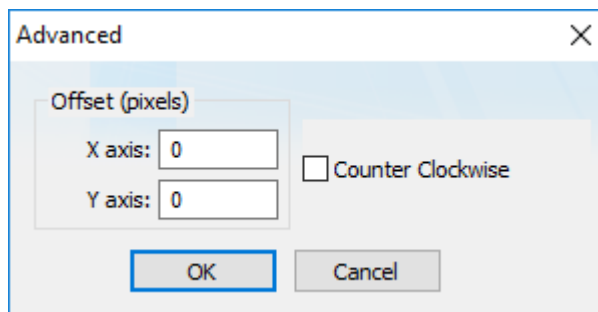 Advanced
Offset (pixels)
X axis: 0
Y axis: 0
Counter Clockwise
OK
Cancel